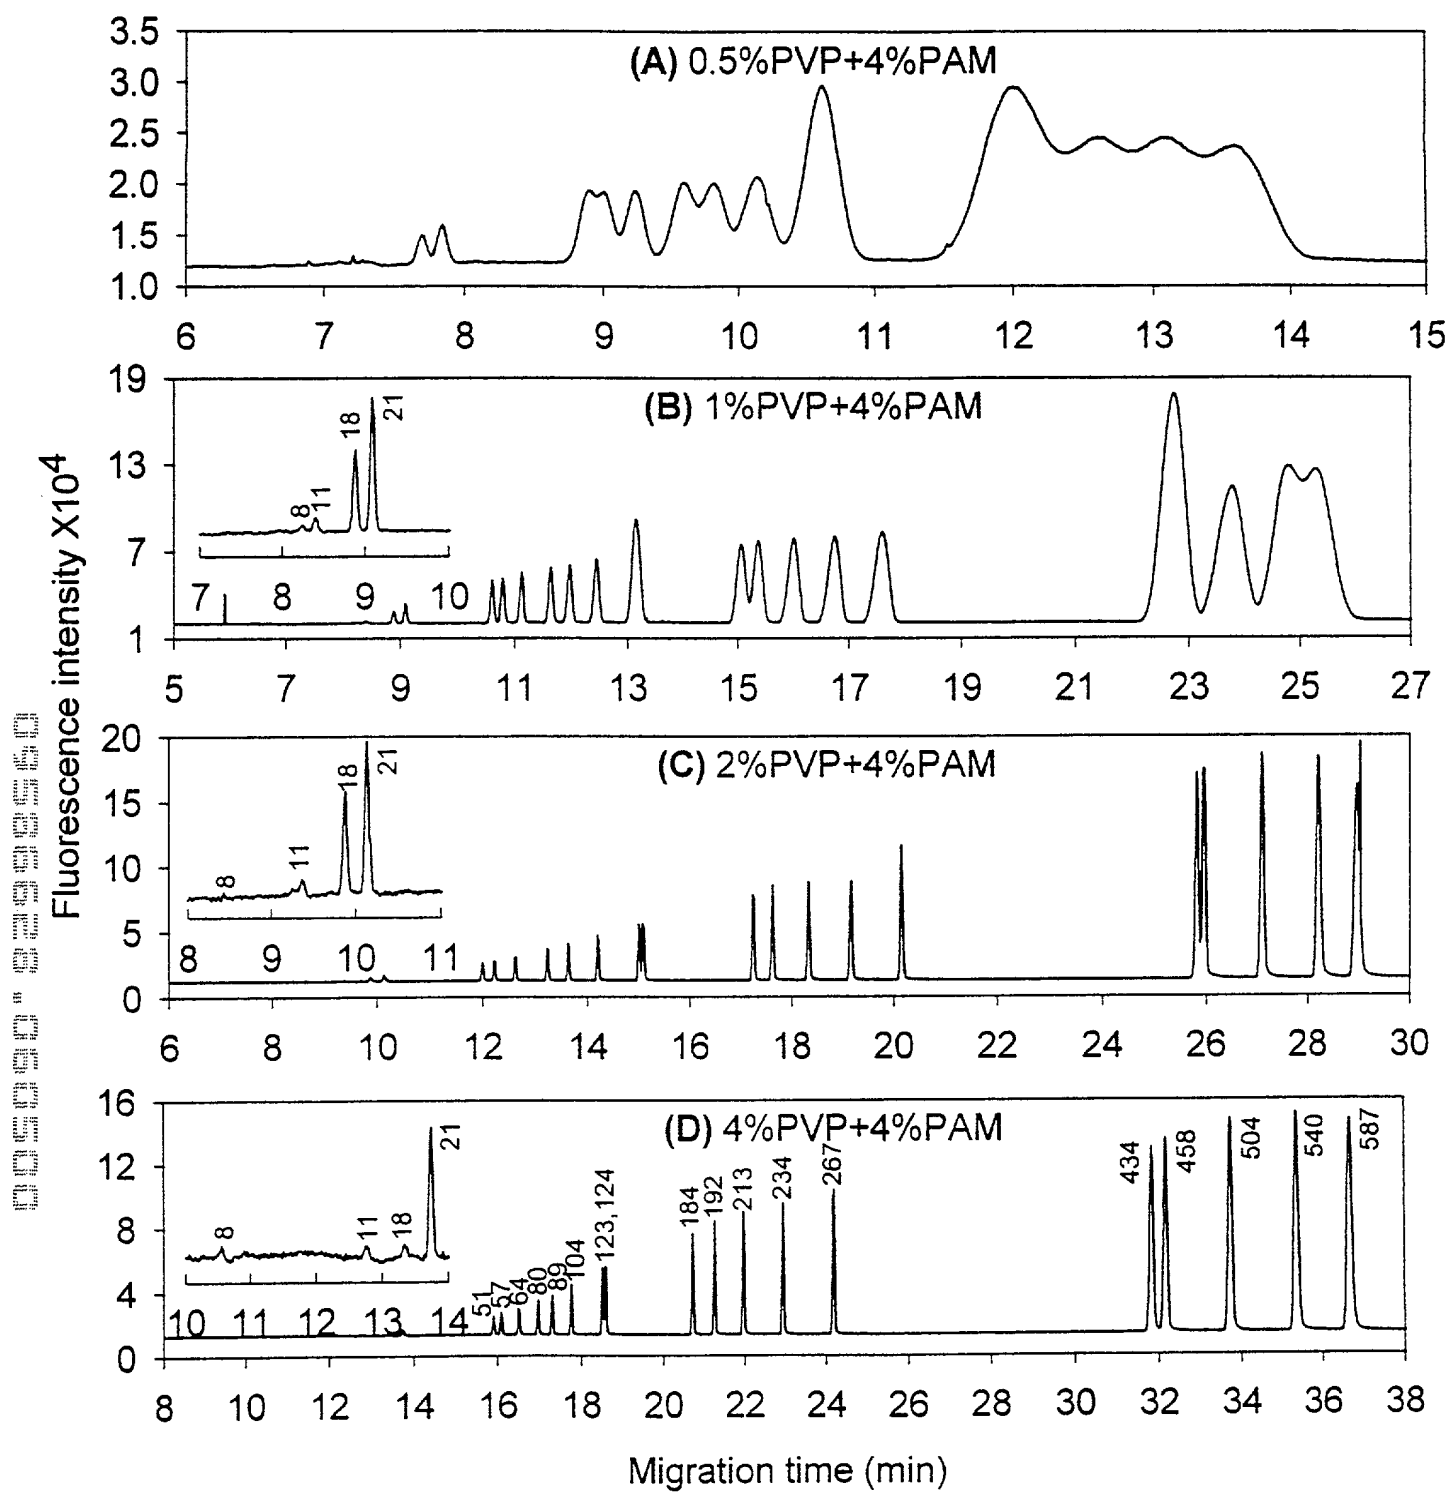 (A) 0.5%PVP+4%PAM
3.5
3.0
2.5
2.0
1.5
1.0
6 7 8 9 10 11 12 13 14 15
Fluorescence intensity X10⁴
(B) 1%PVP+4%PAM
19
13
7
1
8 11 18 21
7 8 9 10
5 7 9 11 13 15 17 19 21 23 25 27
(C) 2%PVP+4%PAM
20
15
10
5
0
8 11 18 21
8 9 10 11
6 8 10 12 14 16 18 20 22 24 26 28 30
(D) 4%PVP+4%PAM
16
12
8
4
0
8 11 18 21
10 11 12 13 14
51 57 64 80 89 104 123, 124 184 192 213 234 267 434 458 504 540 587
8 10 12 14 16 18 20 22 24 26 28 30 32 34 36 38
Migration time (min)